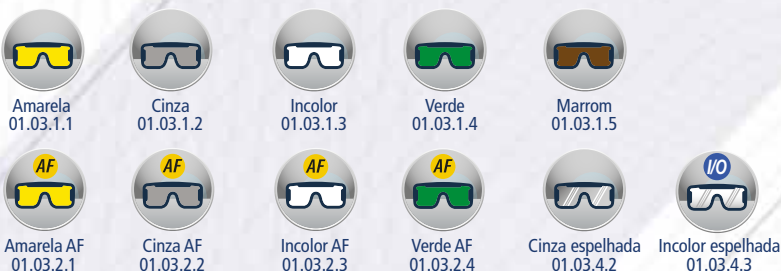 Amarela
01.03.1.1
Cinza
01.03.1.2
Incolor
01.03.1.3
Verde
01.03.1.4
Marrom
01.03.1.5
AF
Amarela AF
01.03.2.1
AF
Cinza AF
01.03.2.2
AF
Incolor AF
01.03.2.3
AF
Verde AF
01.03.2.4
Cinza espelhada
01.03.4.2
I/O
Incolor espelhada
01.03.4.3